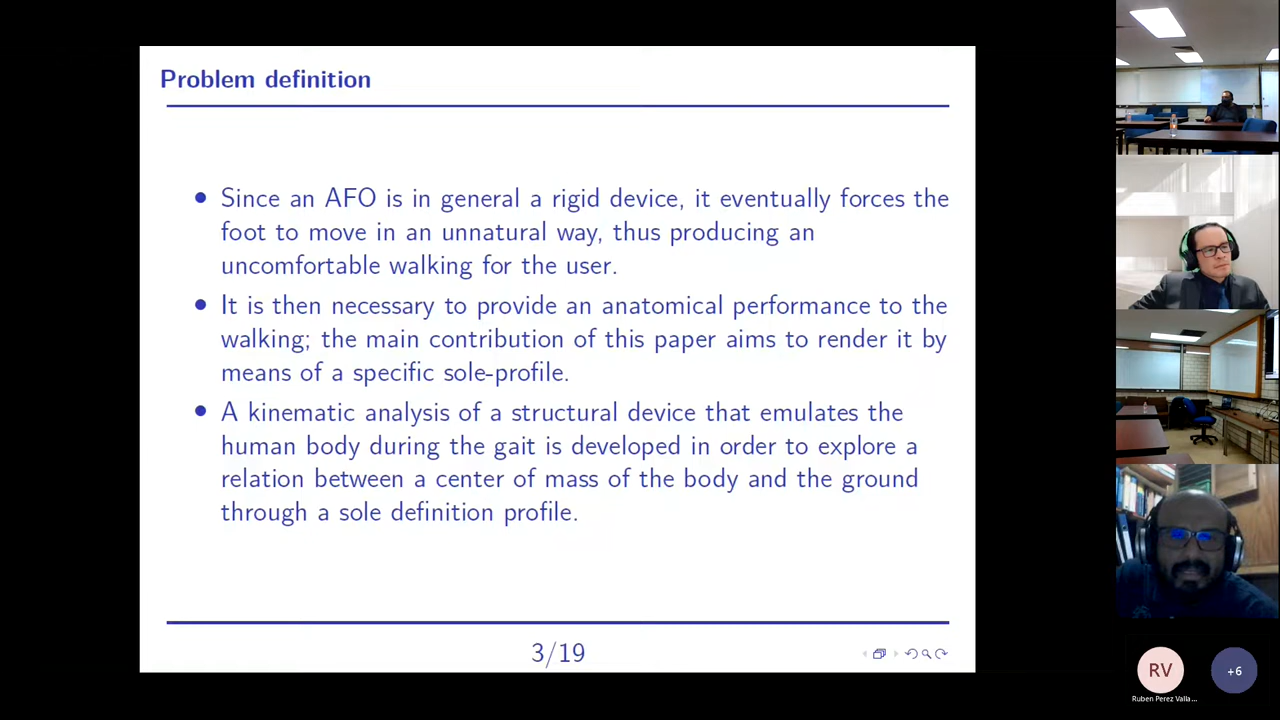 Problem definition
Since an AFO is in general a rigid device, it eventually forces the
foot to move in an unnatural way, thus producing an
uncomfortable walking for the user.
It is then necessary to provide an anatomical performance to the
walking; the main contribution of this paper aims to render it by
means of a specific sole-profile.
A kinematic analysis of a structural device that emulates the
human body during the gait is developed in order to explore a
relation between a center of mass of the body and the ground
through a sole definition profile.
3/19
RV
+6
Ruben Perez Valla...